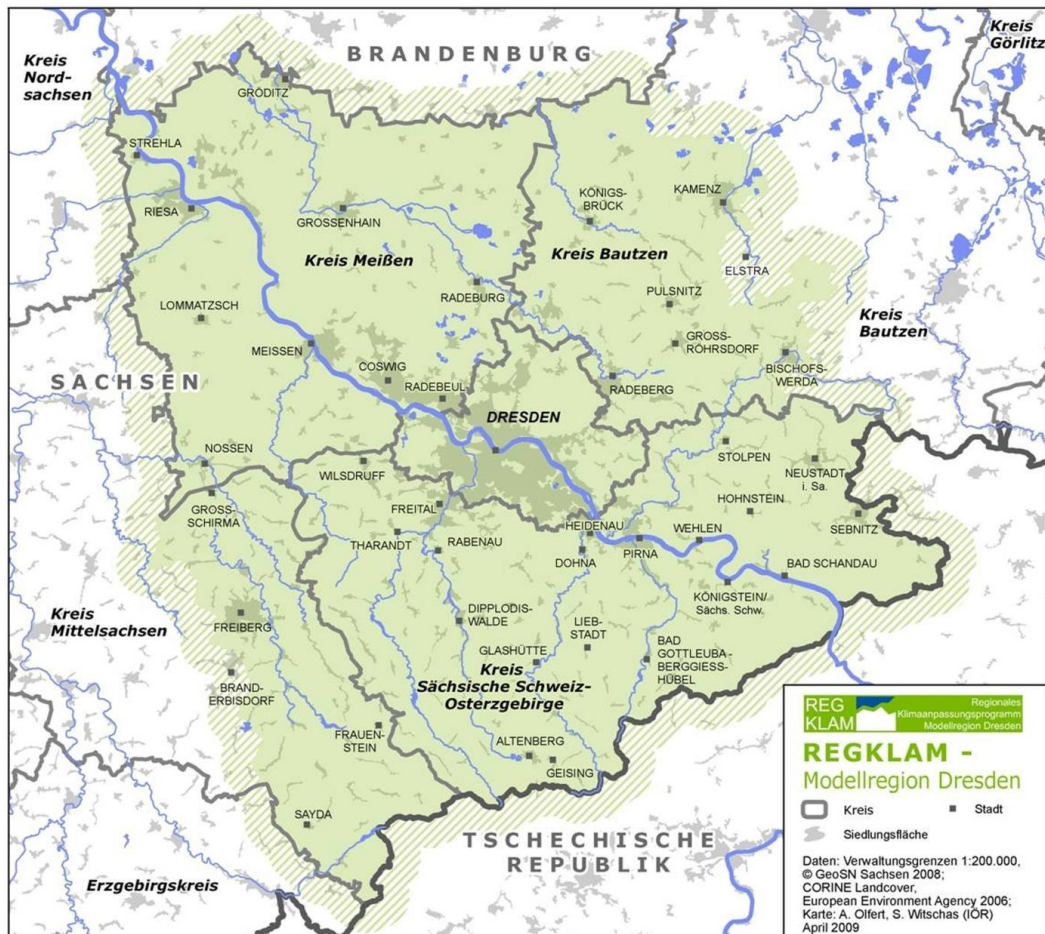 BRANDENBURG
Kreis
Nord-
sachsen
Kreis
Görlitz
GRÖDITZ
STREHLA
RIESA
GROSSENHAIN
KÖNIGS-
BRÜCK
KAMENZ
Kreis Meißen
Kreis Bautzen
ELSTRA
RADEBURG
PULSNITZ
LOMMATZSCH
Kreis
Bautzen
MEISSEN
GROSS-
RÖHRSDORF
COSWIG
RADEBEUL
RADEBERG
BISCHOFS-
WERDA
SACHSEN
DRESDEN
NOSSEN
WILSDRUFF
STOLPEN
NEUSTADT
i. Sa.
GROSS-
SCHIRMA
FREITAL
HOHNSTEIN
SEBNITZ
THARANDT
RABENAU
HEIDENAU
DOHNA
PIRNA
WEHLEN
BAD SCHANDAU
KÖNIGSTEIN/
Sächs. Schw.
Kreis
Mittelsachsen
FREIBERG
DIPPLODIS-
WALDE
LIEB-
STADT
GLASHÜTTE
BAD
GOTTLEUBA-
BERGGIESS-
HÜBEL
BRAND-
ERBISDORF
Kreis
Sächsische Schweiz-
Osterzgebirge
FRAUEN-
STEIN
ALTENBERG
GEISING
SAYDA
TSCHECHISCHE
REPUBLIK
Erzgebirgskreis
REG
KLAM
Regionales
Klimaanpassungsprogramm
Modellregion Dresden
REGKLAM -
Modellregion Dresden
Kreis
Stadt
Siedlungsfläche
Daten: Verwaltungsgrenzen 1:200.000,
© GeoSN Sachsen 2008;
CORINE Landcover,
European Environment Agency 2006;
Karte: A. Olfert, S. Witschas (IÖR)
April 2009